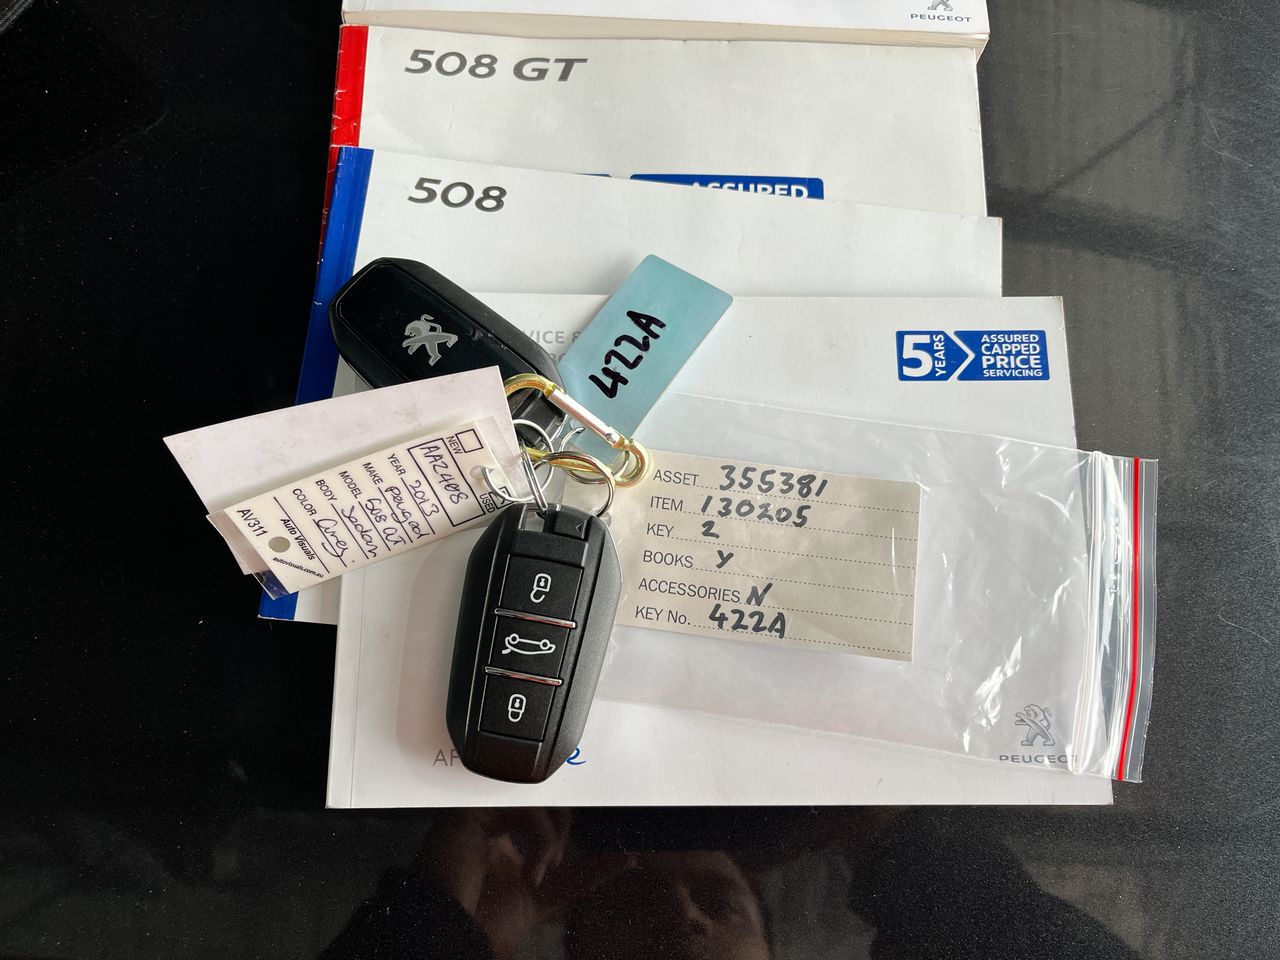 PEUGEOT
508 GT
ASSURED
508
VICE &
5 YEARS
ASSURED
CAPPED
PRICE
SERVICING
422A
ASSET 355381
ITEM 130205
KEY 2
BOOKS Y
ACCESSORIES N
KEY No. 422A
NEW
USED
AA2408
YEAR 2013
MAKE Peugeot
MODEL 508 GT
BODY Sedan
COLOR Grey
Auto Visuals
autovisuals.com.au
AV311
PEUGEOT